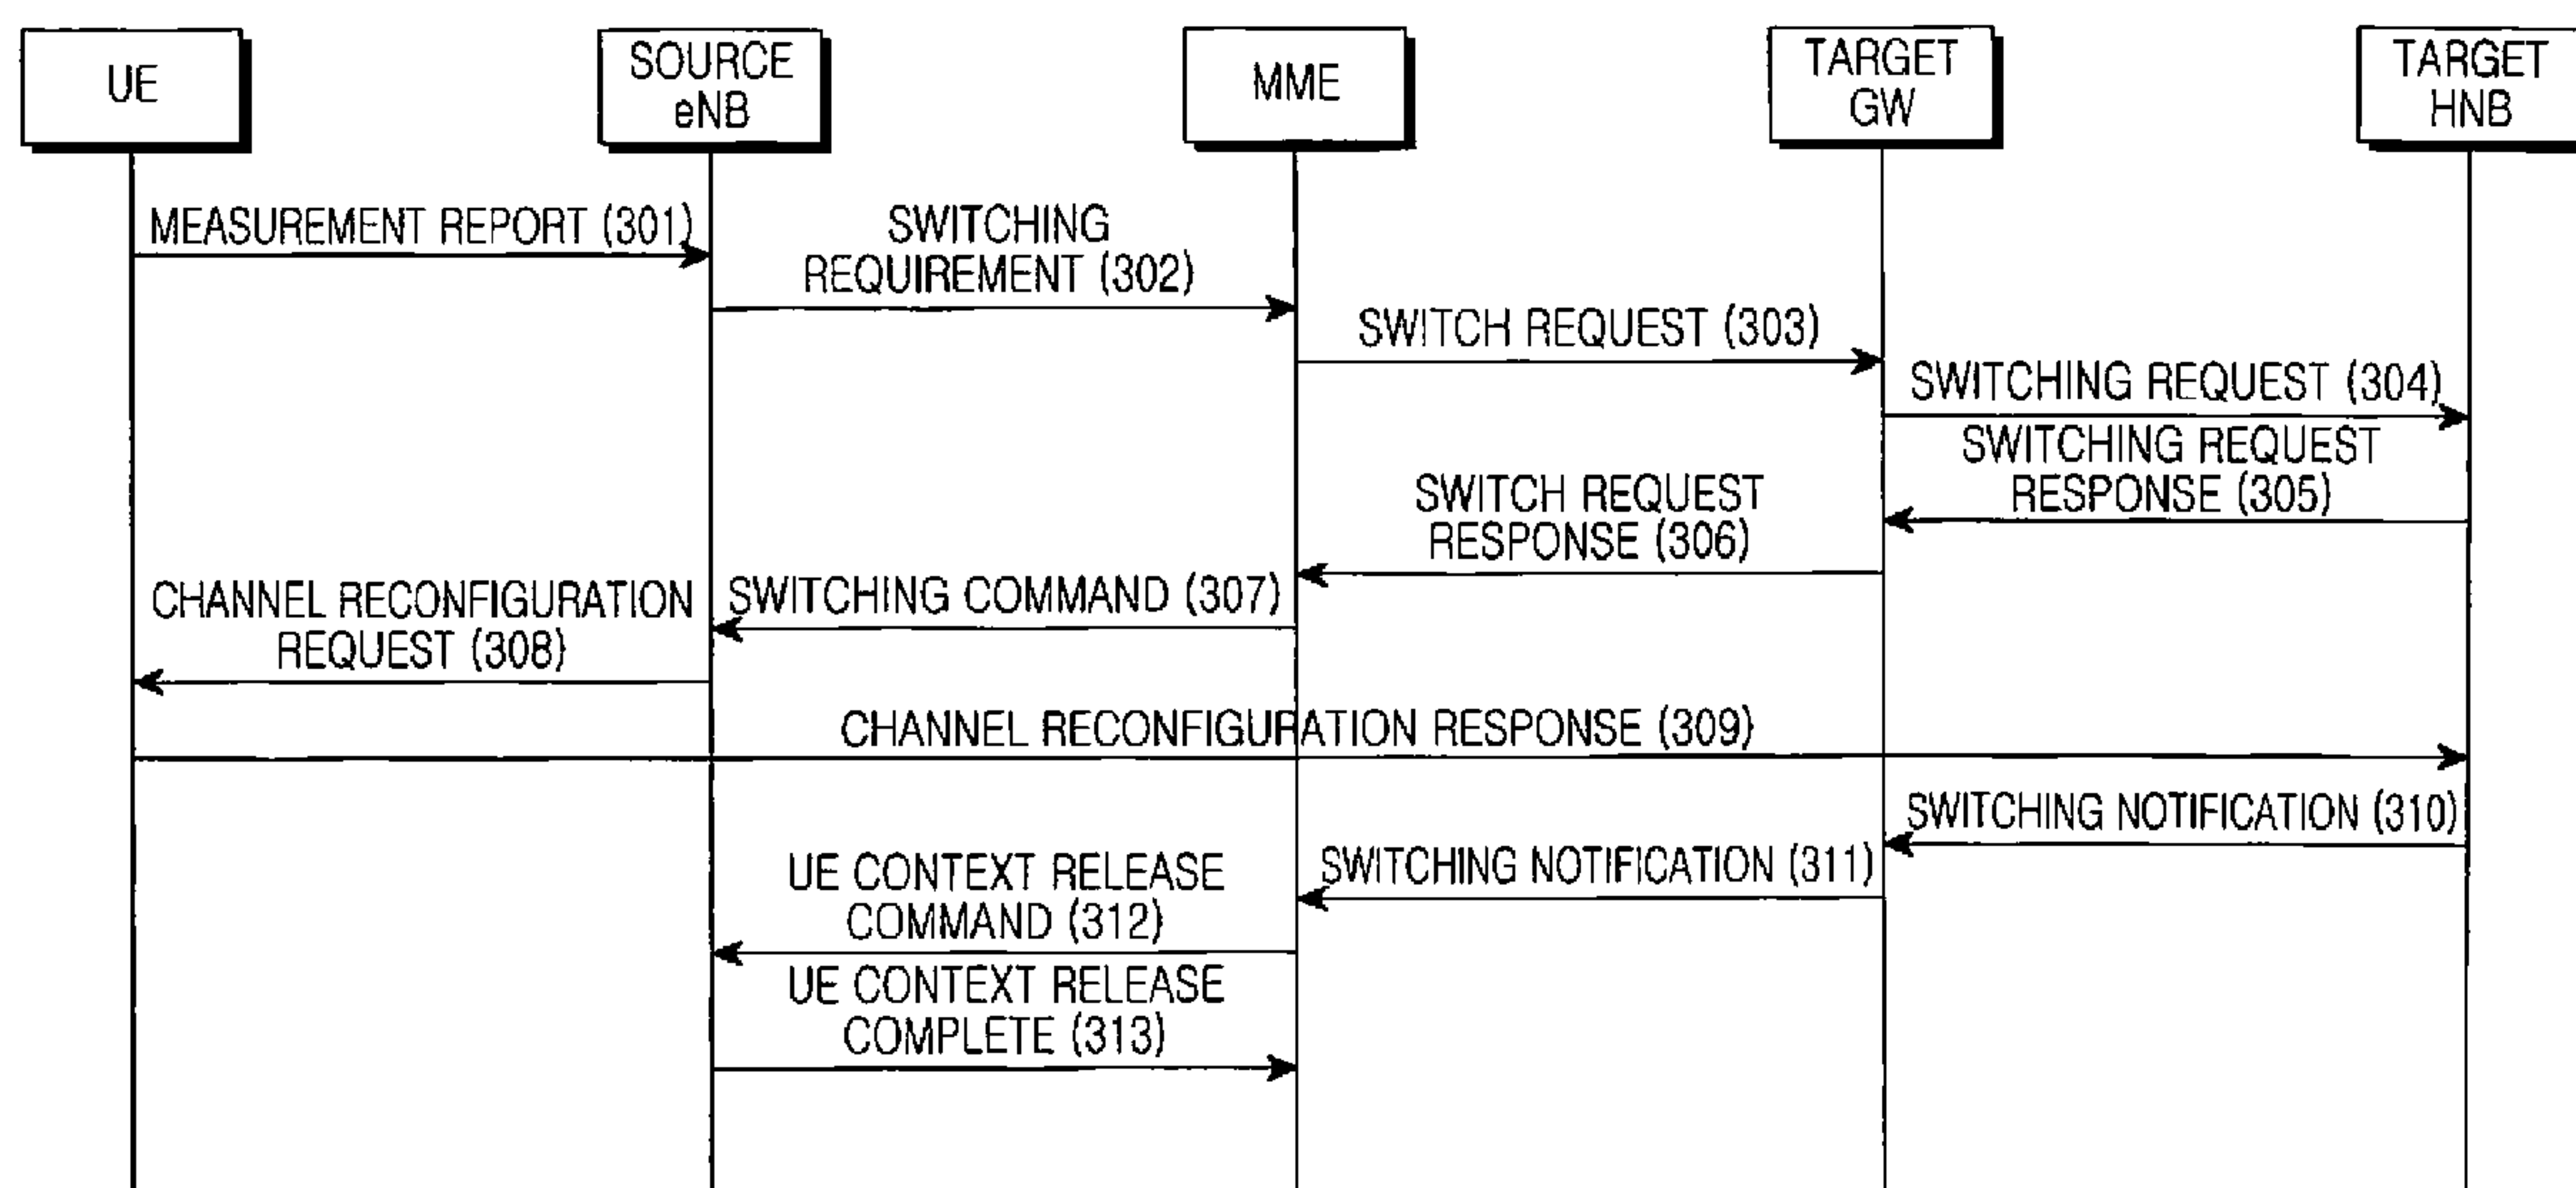 UE
SOURCE
eNB
MME
TARGET
GW
TARGET
HNB
MEASUREMENT REPORT (301)
SWITCHING
REQUIREMENT (302)
SWITCH REQUEST (303)
SWITCHING REQUEST (304)
SWITCHING REQUEST
RESPONSE (305)
SWITCH REQUEST
RESPONSE (306)
SWITCHING COMMAND (307)
CHANNEL RECONFIGURATION
REQUEST (308)
CHANNEL RECONFIGURATION RESPONSE (309)
SWITCHING NOTIFICATION (310)
SWITCHING NOTIFICATION (311)
UE CONTEXT RELEASE
COMMAND (312)
UE CONTEXT RELEASE
COMPLETE (313)